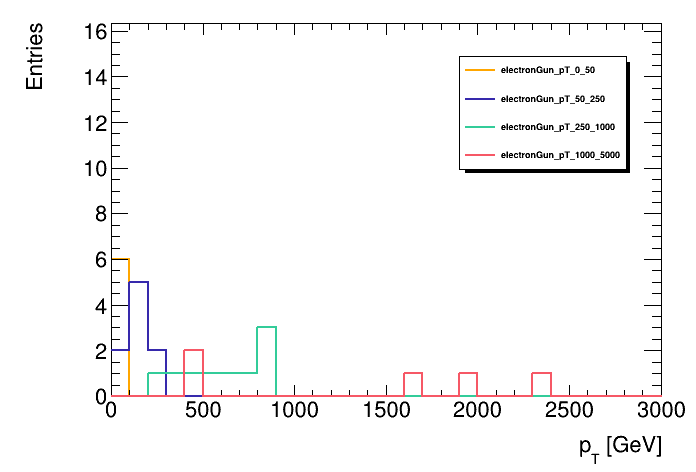 Entries
16
14
12
10
8
6
4
2
0
electronGun_pT_0_50
electronGun_pT_50_250
electronGun_pT_250_1000
electronGun_pT_1000_5000
0 500 1000 1500 2000 2500 3000
p_T [GeV]